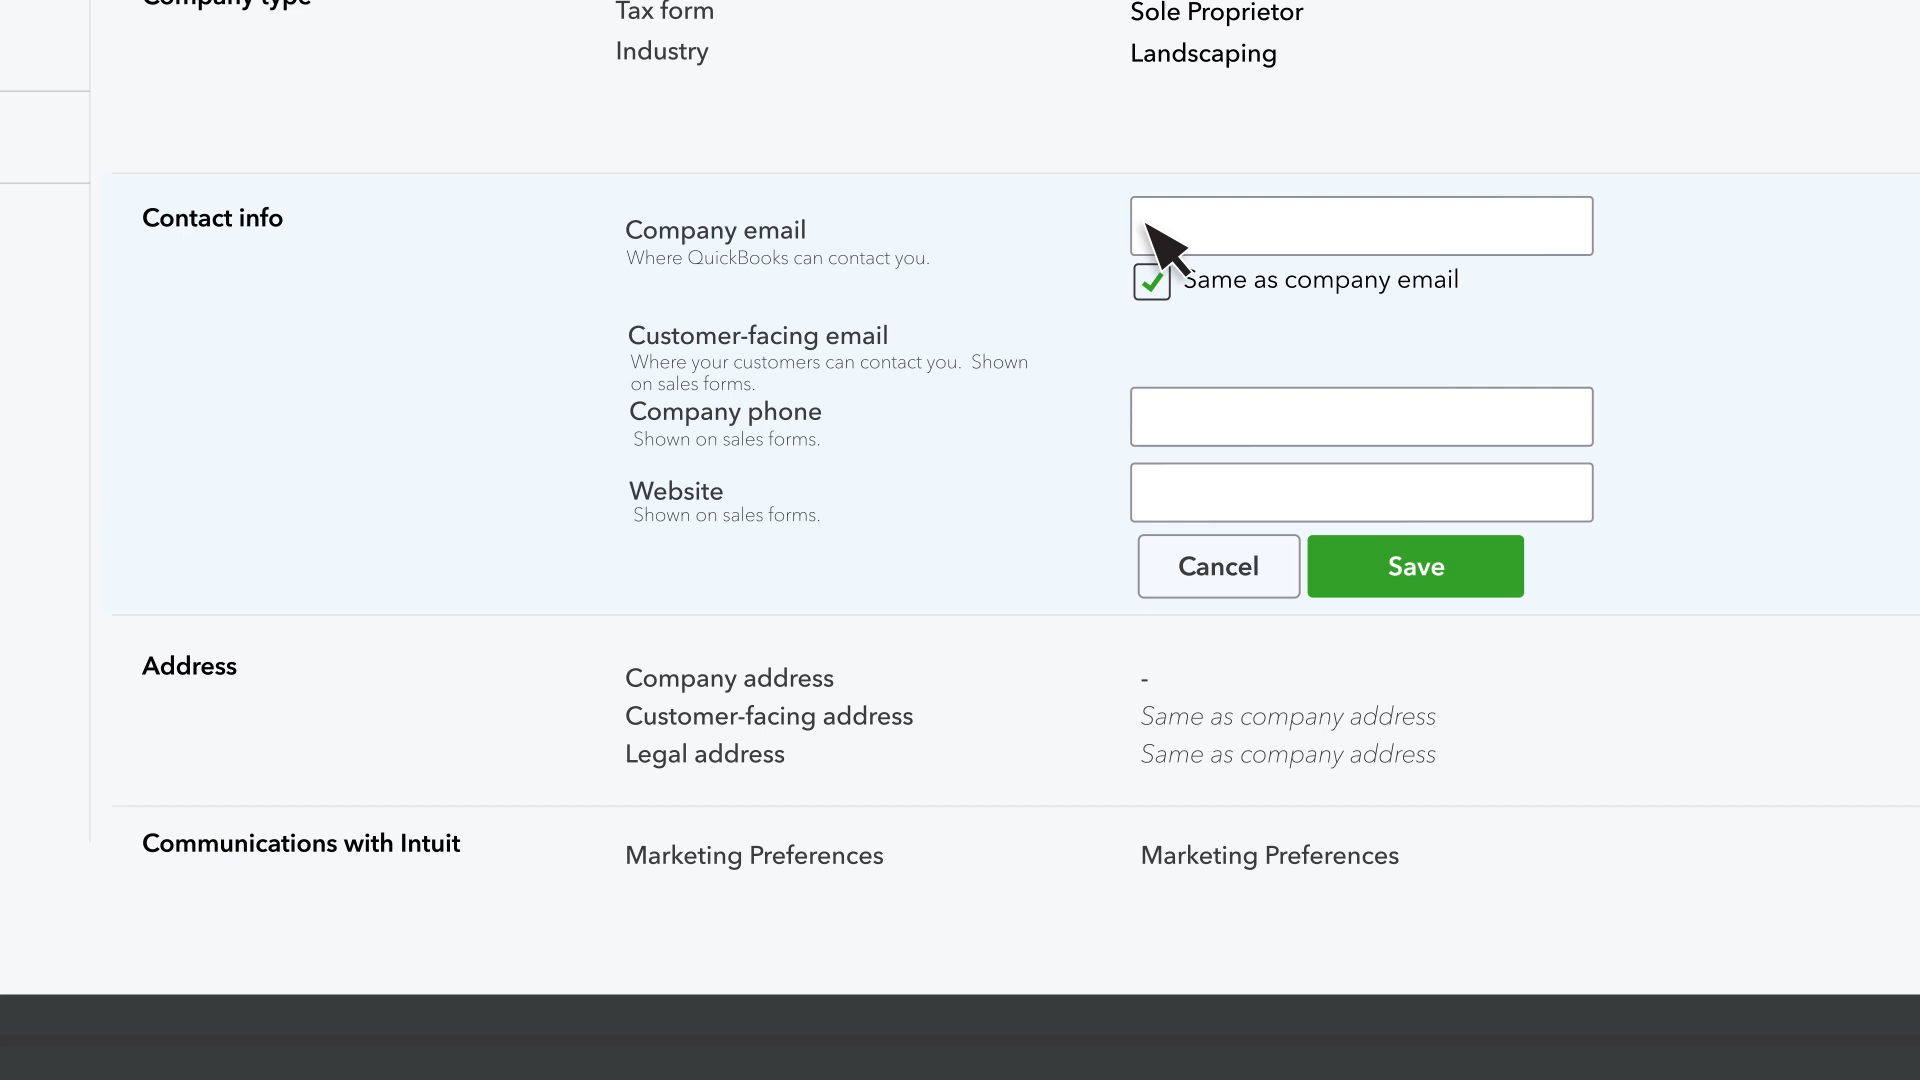 Company type
Tax form
Sole Proprietor
Industry
Landscaping
Contact info
Company email
Where QuickBooks can contact you.
Same as company email
Customer-facing email
Where your customers can contact you. Shown
on sales forms.
Company phone
Shown on sales forms.
Website
Shown on sales forms.
Cancel
Save
Address
Company address
-
Customer-facing address
Same as company address
Legal address
Same as company address
Communications with Intuit
Marketing Preferences
Marketing Preferences